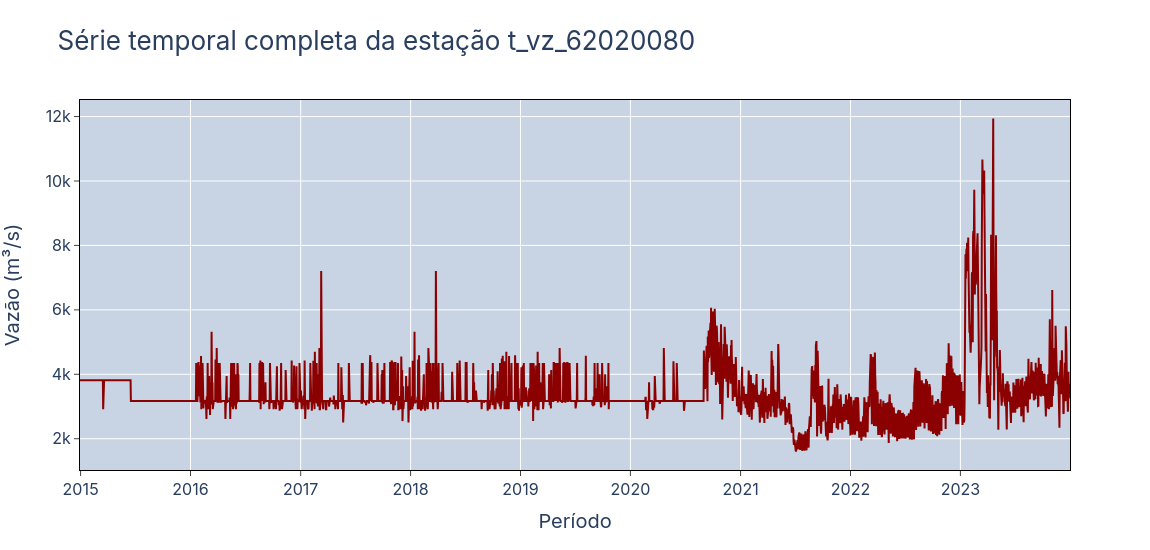 Série temporal completa da estação t_vz_62020080
12k
10k
8k
6k
4k
2k
Vazão (m³/s)
2015 2016 2017 2018 2019 2020 2021 2022 2023
Período